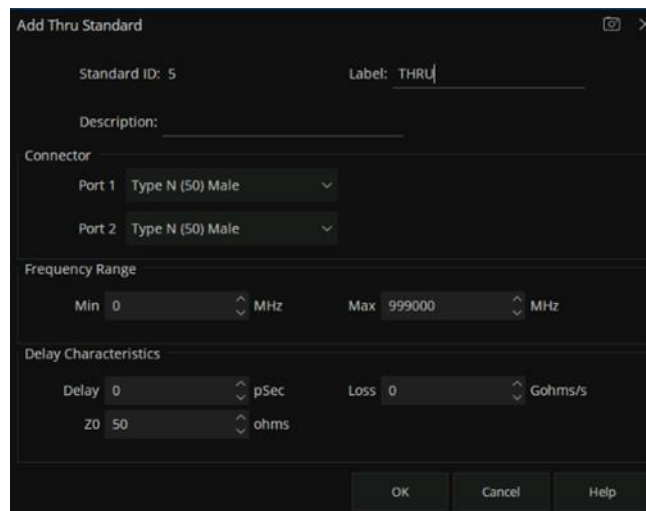 Add Thru Standard
Standard ID: 5 Label: THRU
Description:
Connector
Port 1 Type N (50) Male
Port 2 Type N (50) Male
Frequency Range
Min 0 MHz Max 999000 MHz
Delay Characteristics
Delay 0 pSec Loss 0 Gohms/s
Z0 50 ohms
OK Cancel Help